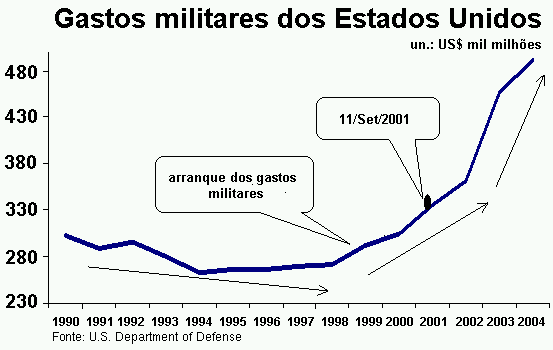 Gastos militares dos Estados Unidos
un.: US$ mil milhões
480
430
380
330
280
230
11/Set/2001
arranque dos gastos
militares
1990 1991 1992 1993 1994 1995 1996 1997 1998 1999 2000 2001 2002 2003 2004
Fonte: U.S. Department of Defense